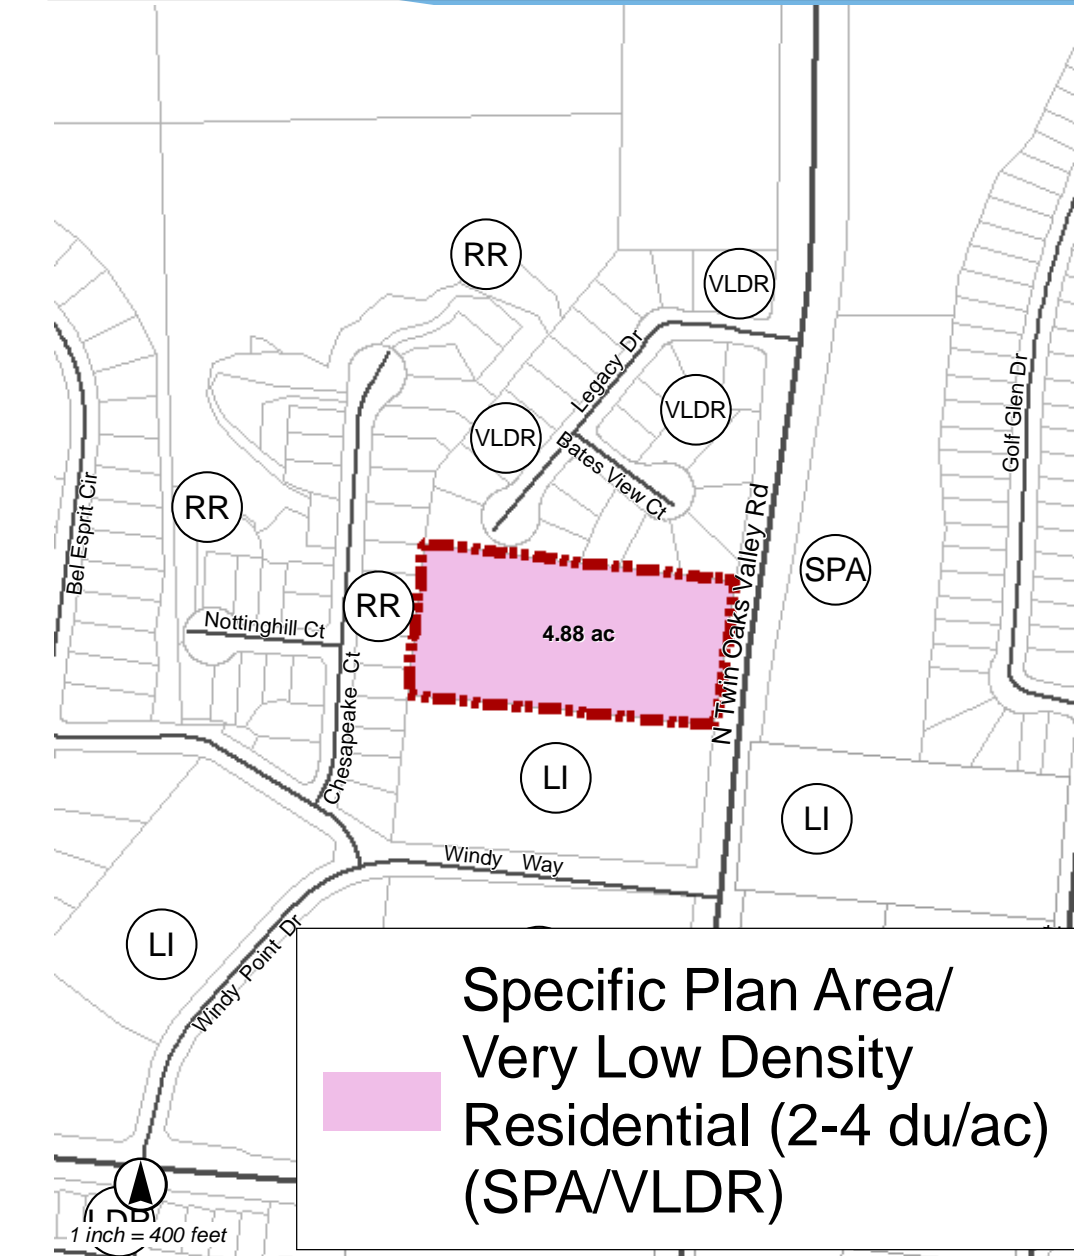 RR
VLDR
Legacy Dr
VLDR
VLDR
Bates View Ct
Golf Glen Dr
Bel Esprit Cir
RR
N Twin Oaks Valley Rd
SPA
RR
Nottinghill Ct
4.88 ac
Chesapeake Ct
LI
LI
Windy Way
LI
Windy Point Dr
Specific Plan Area/
Very Low Density
Residential (2-4 du/ac)
(SPA/VLDR)
LDR
1 inch = 400 feet